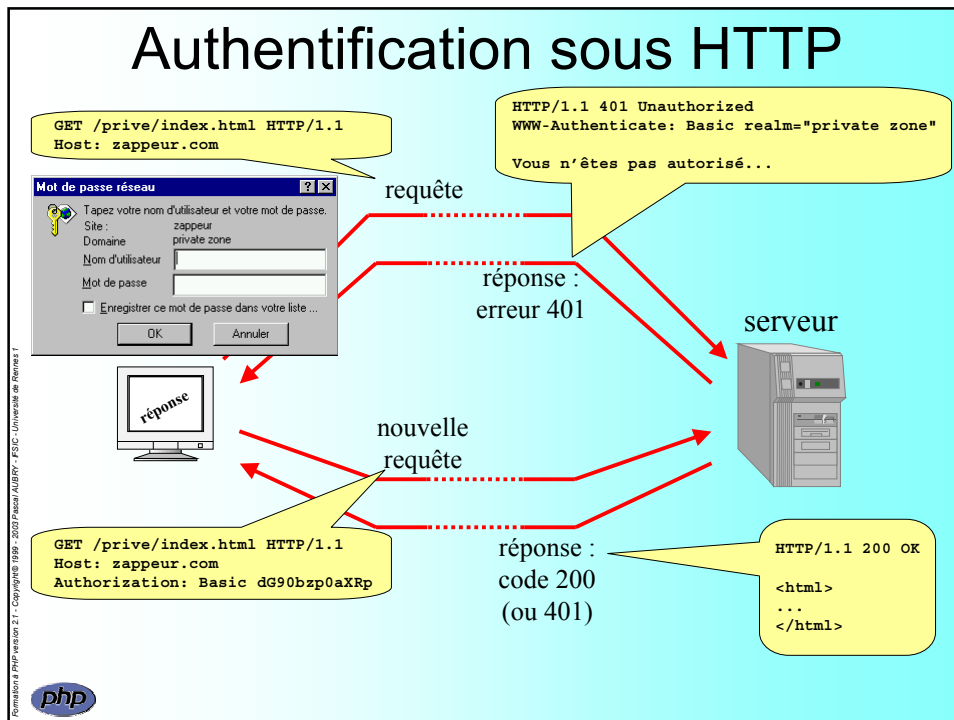 Authentification sous HTTP
GET /prive/index.html HTTP/1.1
Host: zappeur.com
HTTP/1.1 401 Unauthorized
WWW-Authenticate: Basic realm="private zone"
Vous n'êtes pas autorisé...
requête
Mot de passe réseau
Tapez votre nom d'utilisateur et votre mot de passe.
Site : zappeur
Domaine private zone
Nom d'utilisateur
Mot de passe
Enregistrer ce mot de passe dans votre liste ...
OK Annuler
réponse :
erreur 401
serveur
réponse
nouvelle
requête
GET /prive/index.html HTTP/1.1
Host: zappeur.com
Authorization: Basic dG90bzp0aXRp
réponse :
code 200
(ou 401)
HTTP/1.1 200 OK
<html>
...
</html>
Formation à PHP version 2.1 - Copyright© 1999 - 2003 Pascal AUBRY - IFSIC - Université de Rennes 1
php